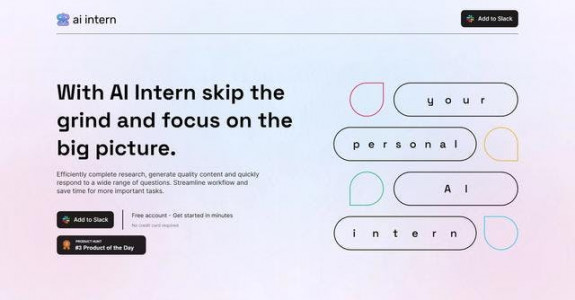 ai intern
Add to Slack
With AI Intern skip the
grind and focus on the
big picture.
Efficiently complete research, generate quality content and quickly
respond to a wide range of questions. Streamline workflow and
save time for more important tasks.
Add to Slack
Free account - Get started in minutes
No credit card required
PRODUCT HUNT
#3 Product of the Day
your
personal
AI
intern